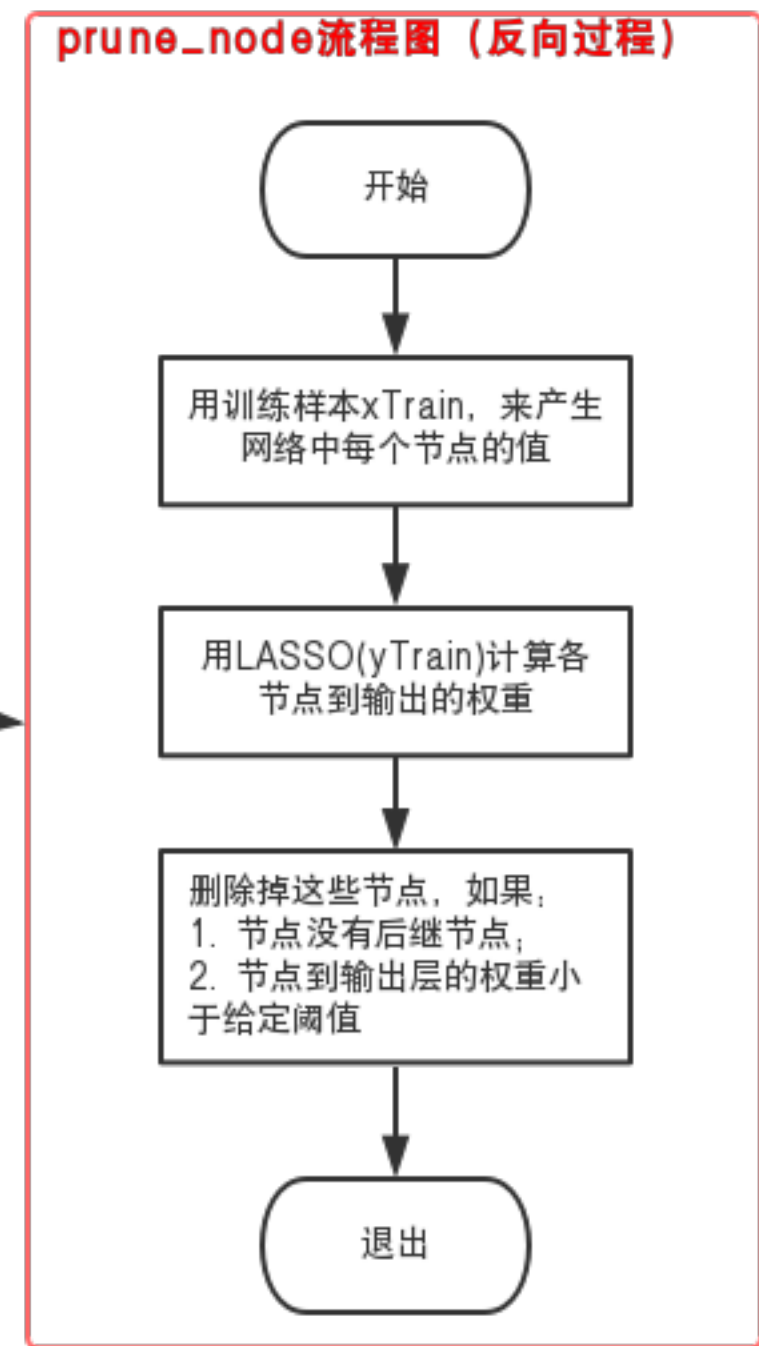 prune_node流程图（反向过程）
开始
用训练样本xTrain，来产生
网络中每个节点的值
用LASSO(yTrain)计算各
节点到输出的权重
删除掉这些节点，如果：
1. 节点没有后继节点；
2. 节点到输出层的权重小
于给定阈值
退出